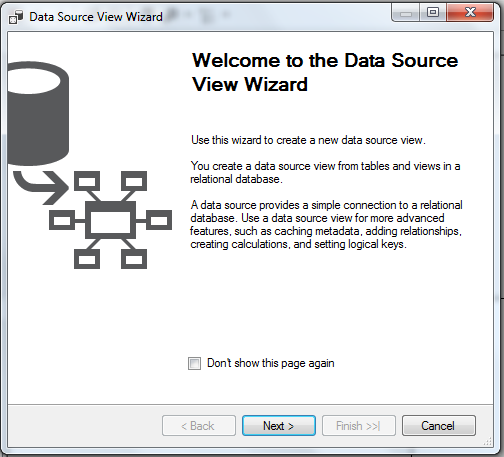 Data Source View Wizard
Welcome to the Data Source
View Wizard
Use this wizard to create a new data source view.
You create a data source view from tables and views in a
relational database.
A data source provides a simple connection to a relational
database. Use a data source view for more advanced
features, such as caching metadata, adding relationships,
creating calculations, and setting logical keys.
Don't show this page again
< Back
Next >
Finish >>|
Cancel